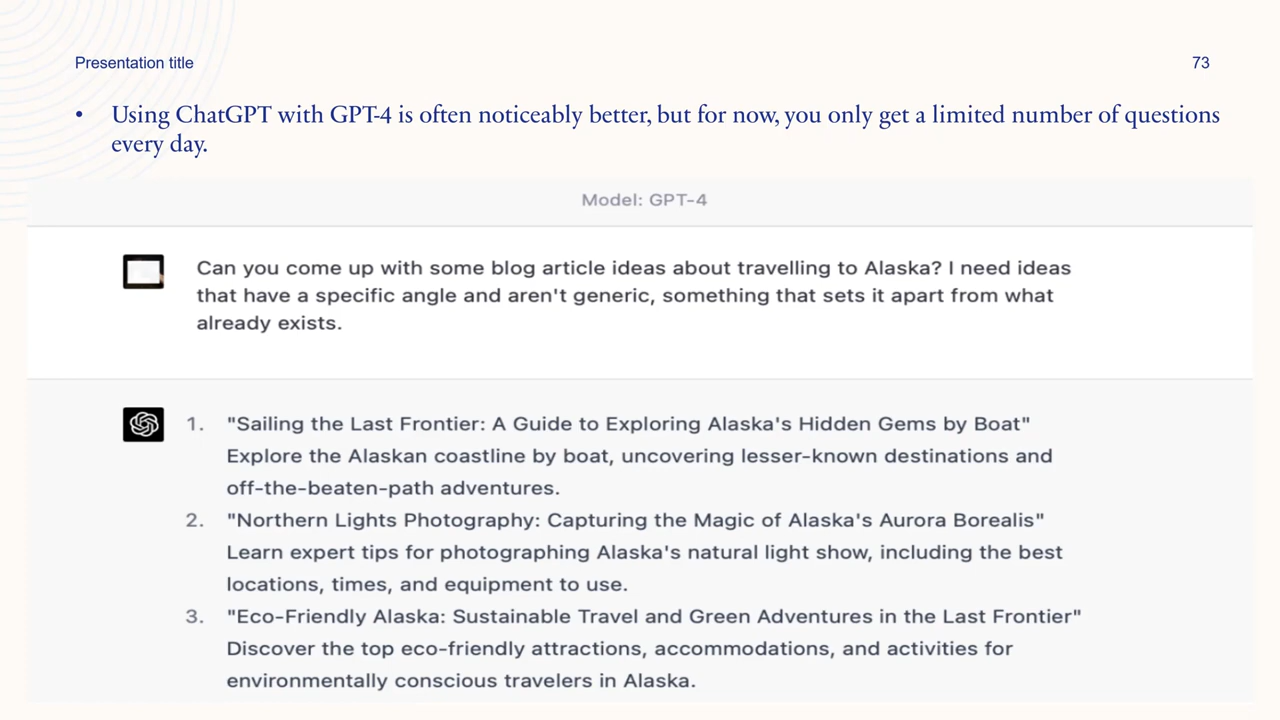 Presentation title
73
• Using ChatGPT with GPT-4 is often noticeably better, but for now, you only get a limited number of questions
every day.
Model: GPT-4
Can you come up with some blog article ideas about travelling to Alaska? I need ideas
that have a specific angle and aren't generic, something that sets it apart from what
already exists.
1. "Sailing the Last Frontier: A Guide to Exploring Alaska's Hidden Gems by Boat"
Explore the Alaskan coastline by boat, uncovering lesser-known destinations and
off-the-beaten-path adventures.
2. "Northern Lights Photography: Capturing the Magic of Alaska's Aurora Borealis"
Learn expert tips for photographing Alaska's natural light show, including the best
locations, times, and equipment to use.
3. "Eco-Friendly Alaska: Sustainable Travel and Green Adventures in the Last Frontier"
Discover the top eco-friendly attractions, accommodations, and activities for
environmentally conscious travelers in Alaska.